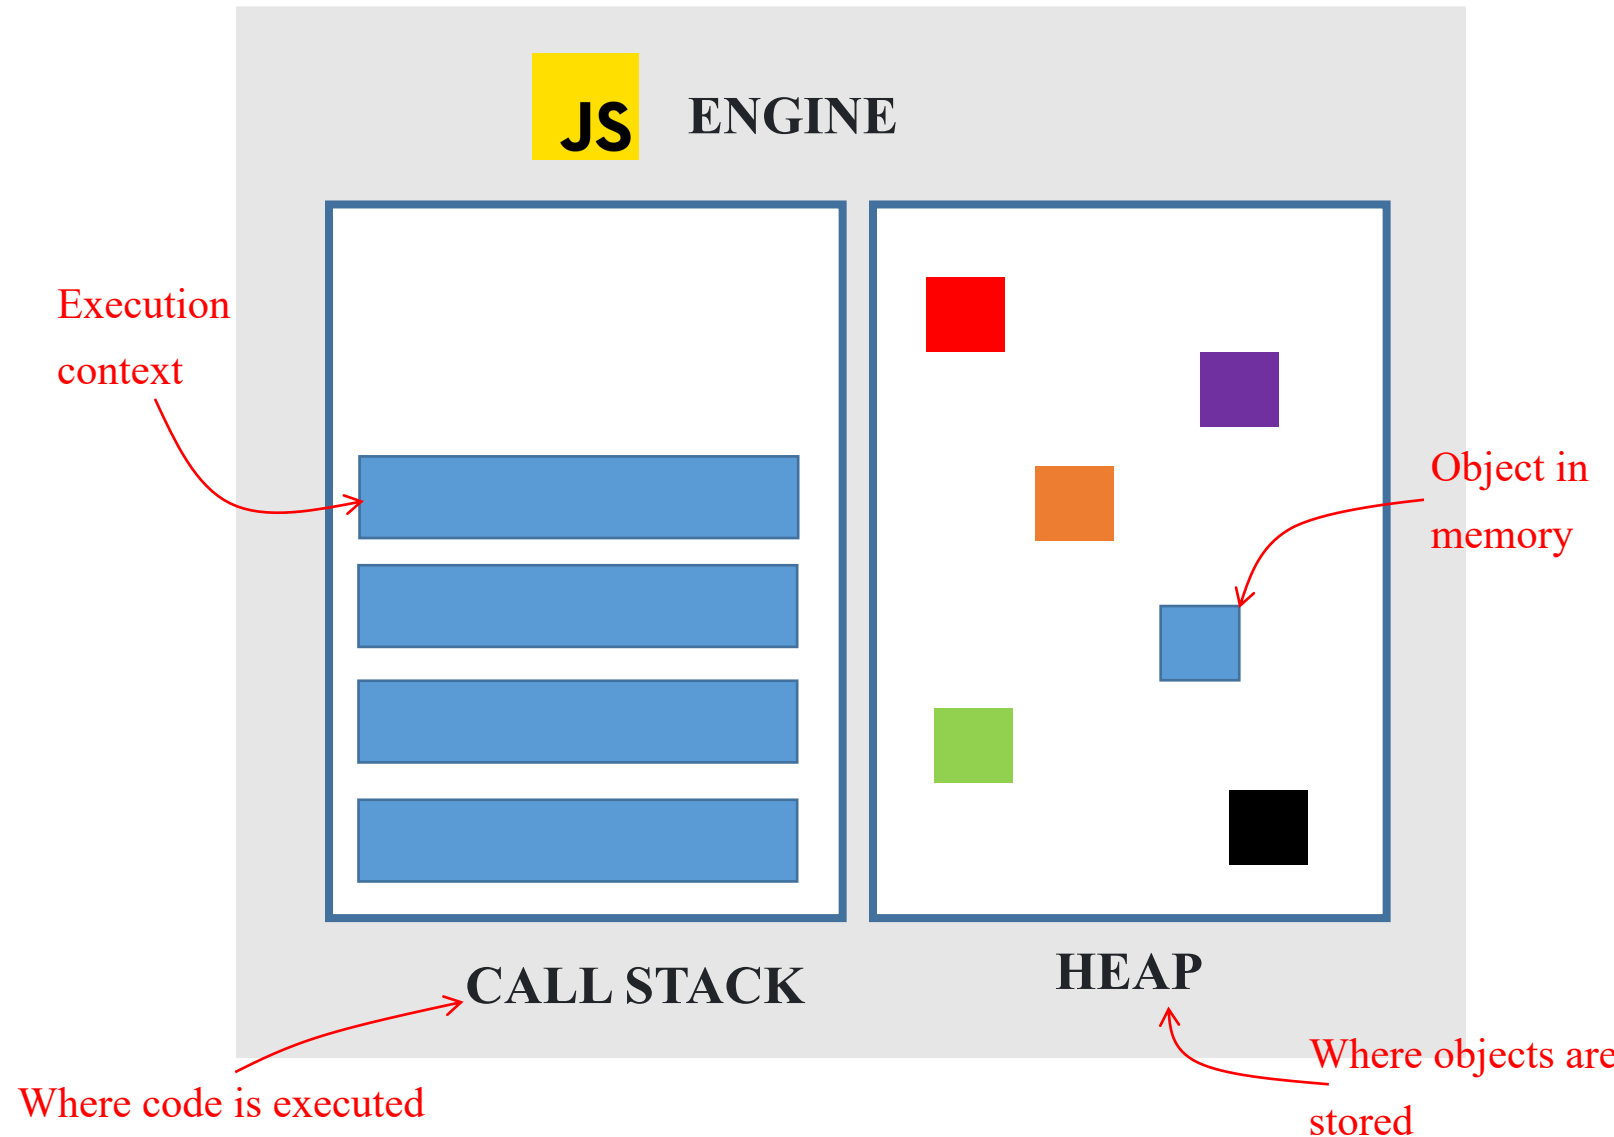 JS
ENGINE
Execution
context
Object in
memory
CALL STACK
HEAP
Where code is executed
Where objects are
stored